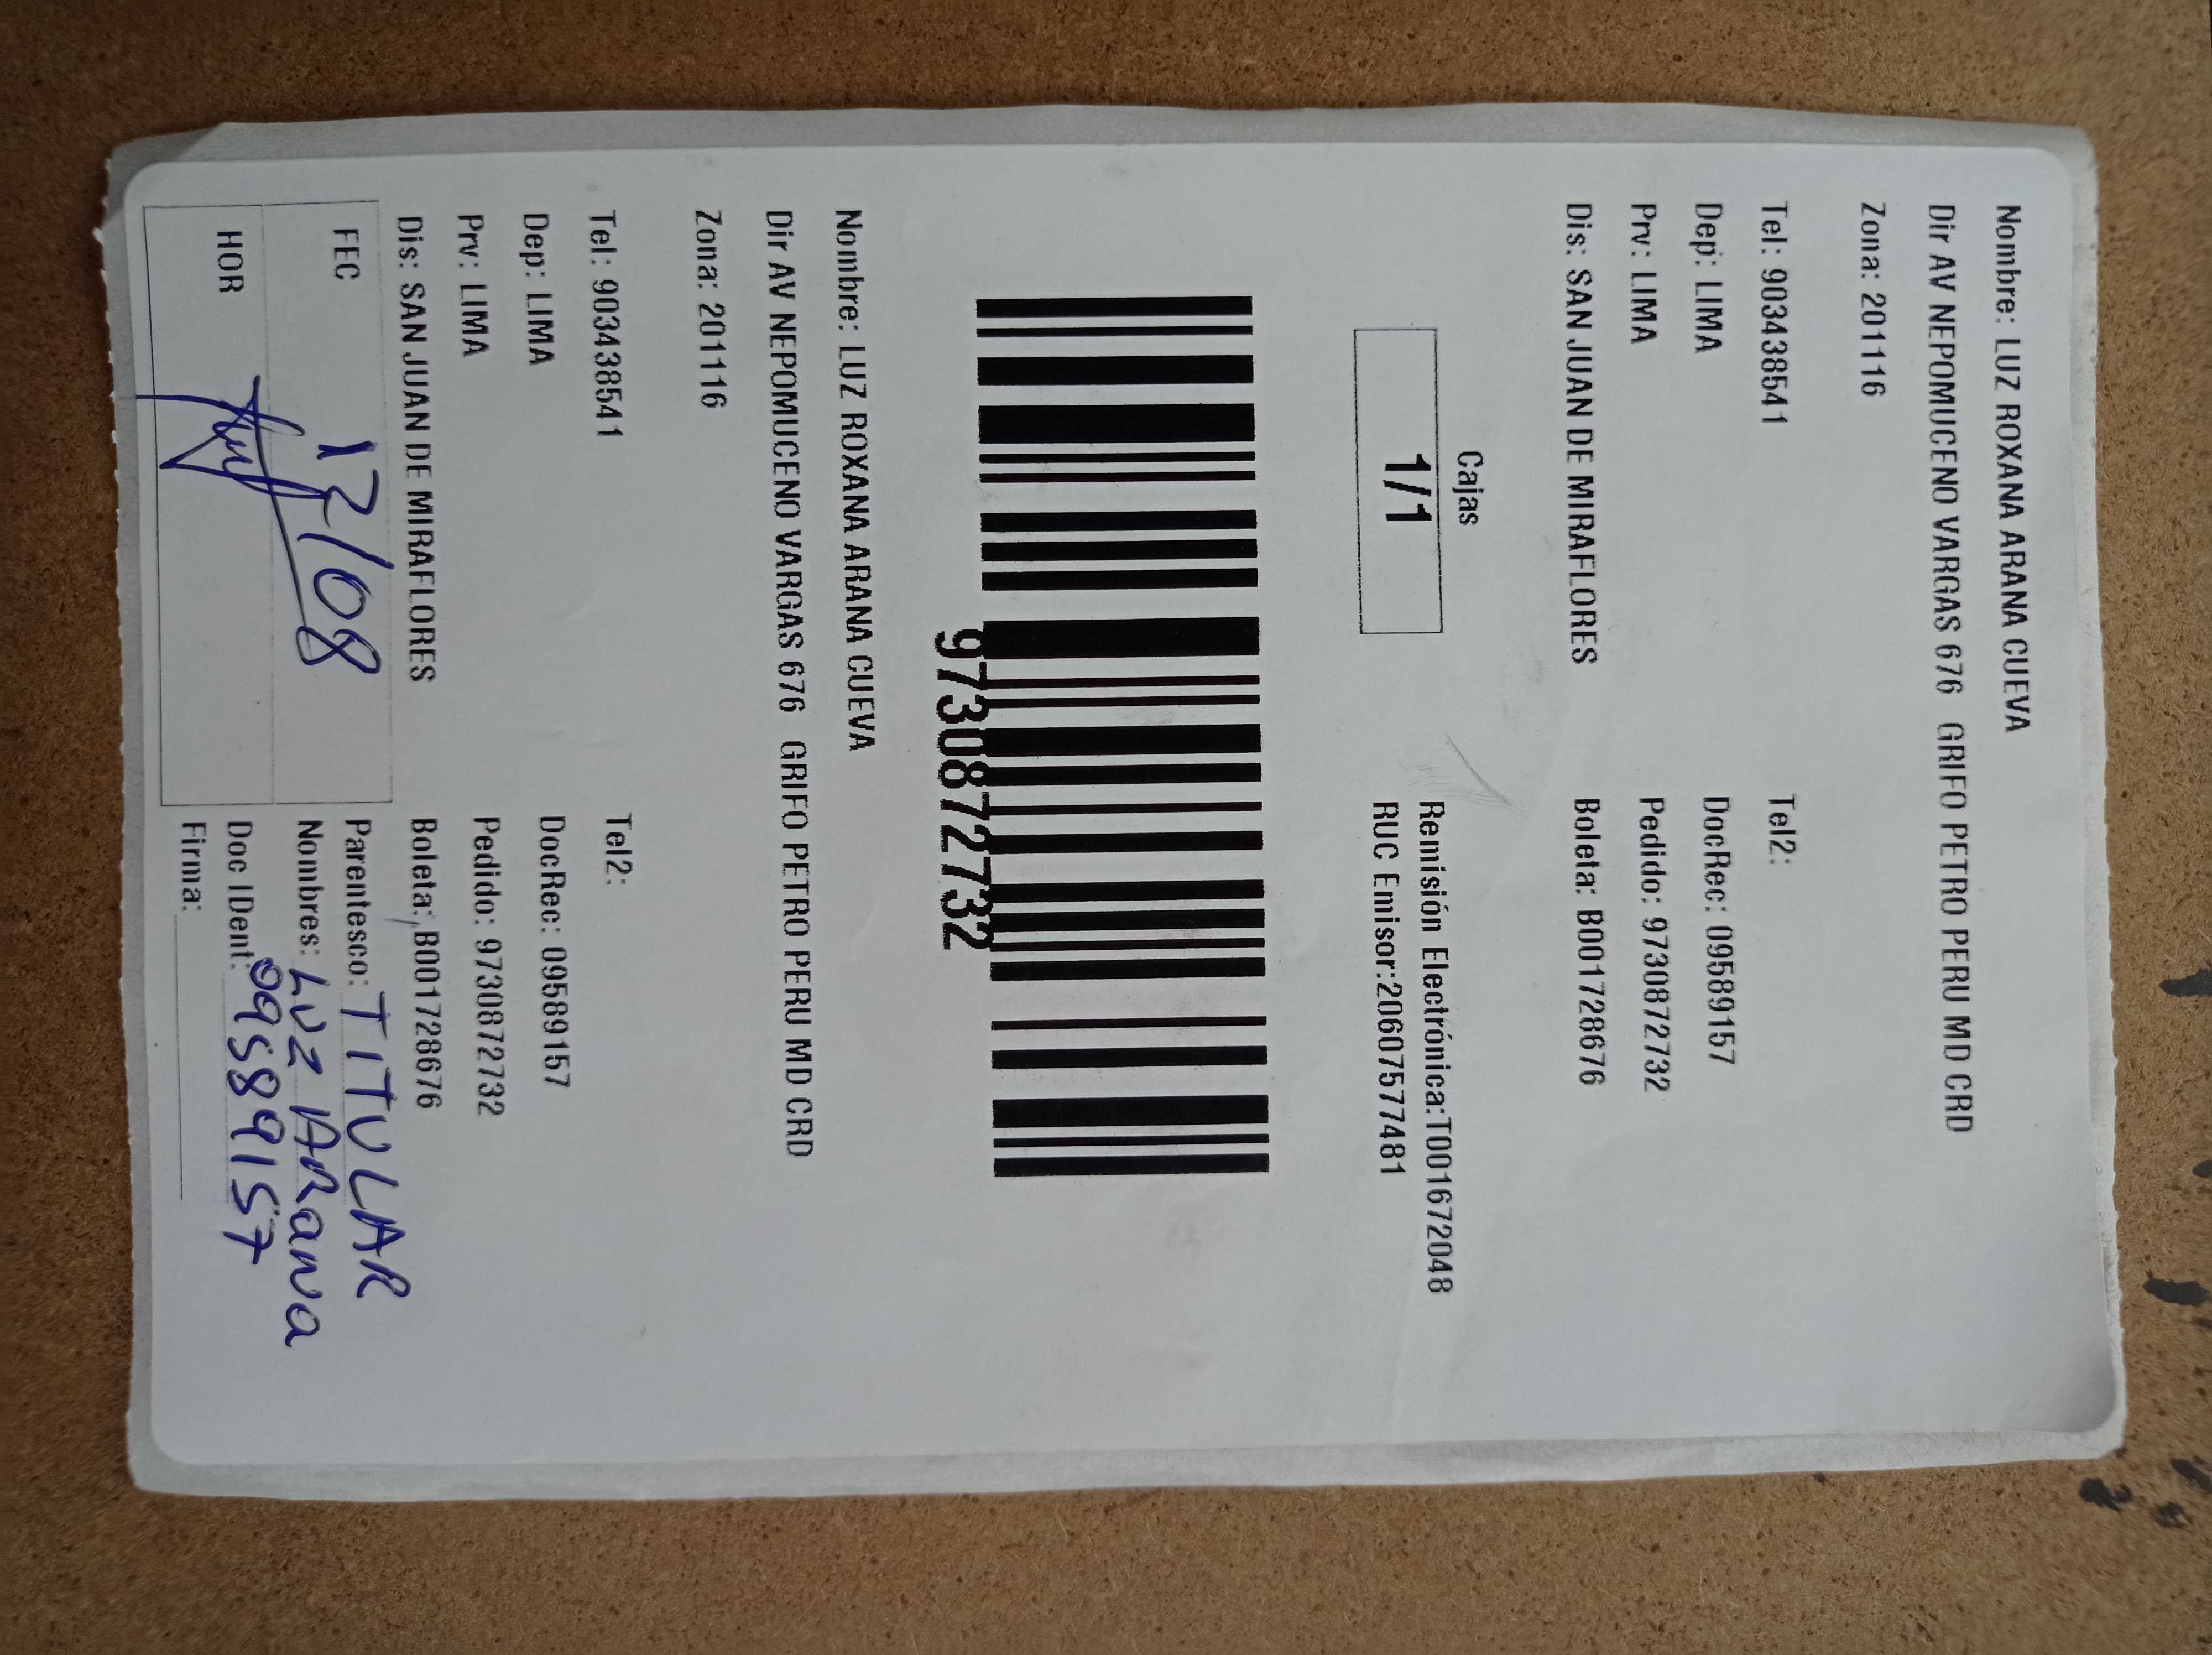 Nombre: LUZ ROXANA ARANA CUEVA
Dir AV NEPOMUCENO VARGAS 676 GRIFO PETRO PERU MD CRD
Zona: 201116
Tel: 903438541 Tel2:
Dep: LIMA DocRec: 09589157
Prv: LIMA Pedido: 9730872732
Dis: SAN JUAN DE MIRAFLORES Boleta: B001728676
Cajas
1/1
Remisión Electrónica:T001672048
RUC Emisor:20607577481
9730872732
Nombre: LUZ ROXANA ARANA CUEVA
Dir AV NEPOMUCENO VARGAS 676 GRIFO PETRO PERU MD CRD
Zona: 201116
Tel: 903438541 Tel2:
Dep: LIMA DocRec: 09589157
Prv: LIMA Pedido: 9730872732
Dis: SAN JUAN DE MIRAFLORES Boleta: B001728676
FEC 12/08 Parentesco: TITULAR
Nombres: LUZ ARana
HOR Doc IDent: 09589157
Firma: